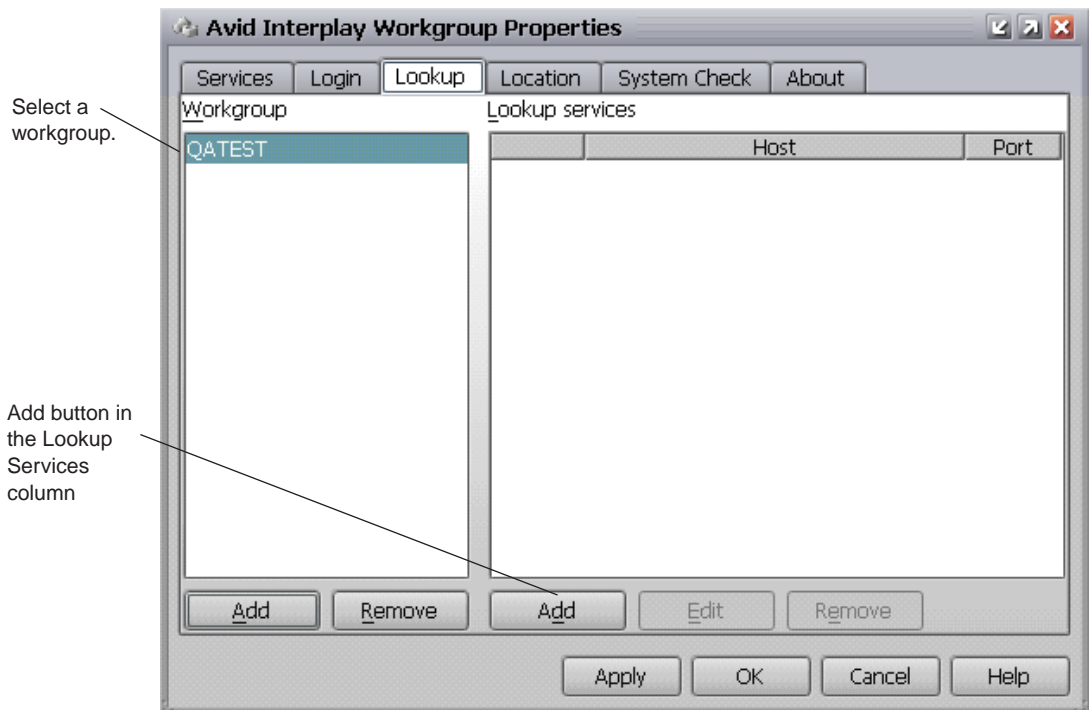 Avid Interplay Workgroup Properties
Services Login Lookup Location System Check About
Select a
workgroup.
Workgroup Lookup services
QATEST Host Port
Add button in
the Lookup
Services
column
Add Remove Add Edit Remove
Apply OK Cancel Help